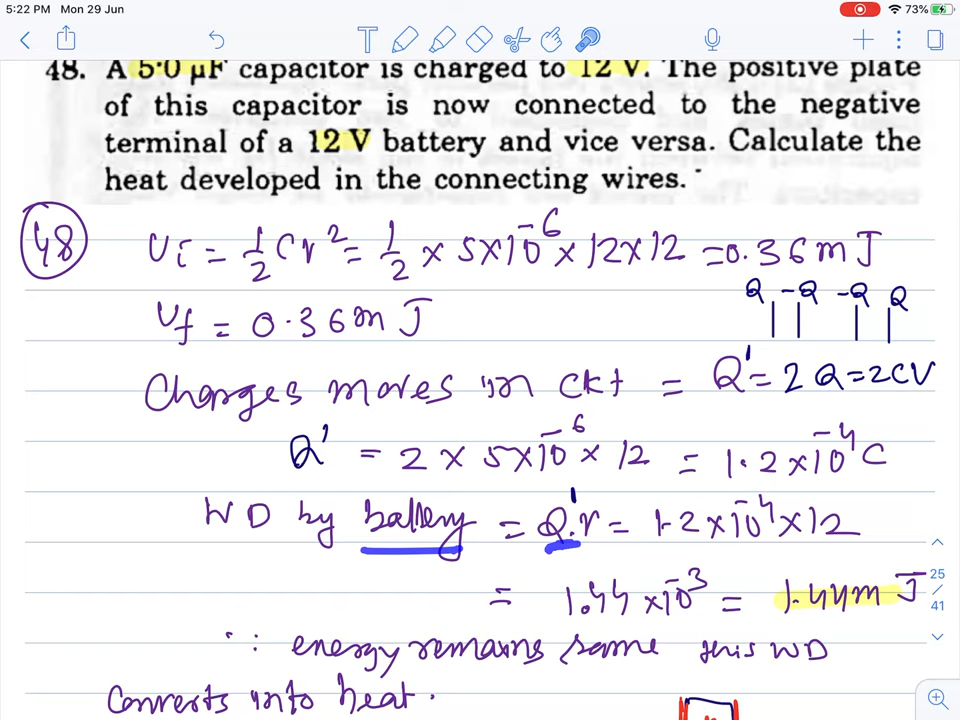 5:22 PM Mon 29 Jun
73%
T
48. A 5·0 μF capacitor is charged to 12 V. The positive plate
of this capacitor is now connected to the negative
terminal of a 12 V battery and vice versa. Calculate the
heat developed in the connecting wires.
48 Ui = 1/2 CV² = 1/2 × 5×10⁻⁶ × 12×12 = 0.36 mJ
Q -Q -Q Q
Uf = 0.36m J
Charges moves in ckt = Q' = 2Q = 2CV
Q' = 2 × 5×10⁻⁶ × 12 = 1.2×10⁻⁴ C
WD by battery = Q'.V = 1.2×10⁻⁴×12
= 1.44 ×10⁻³ = 1.44m J
25
/
41
∵ energy remains same this WD
Converts into heat.